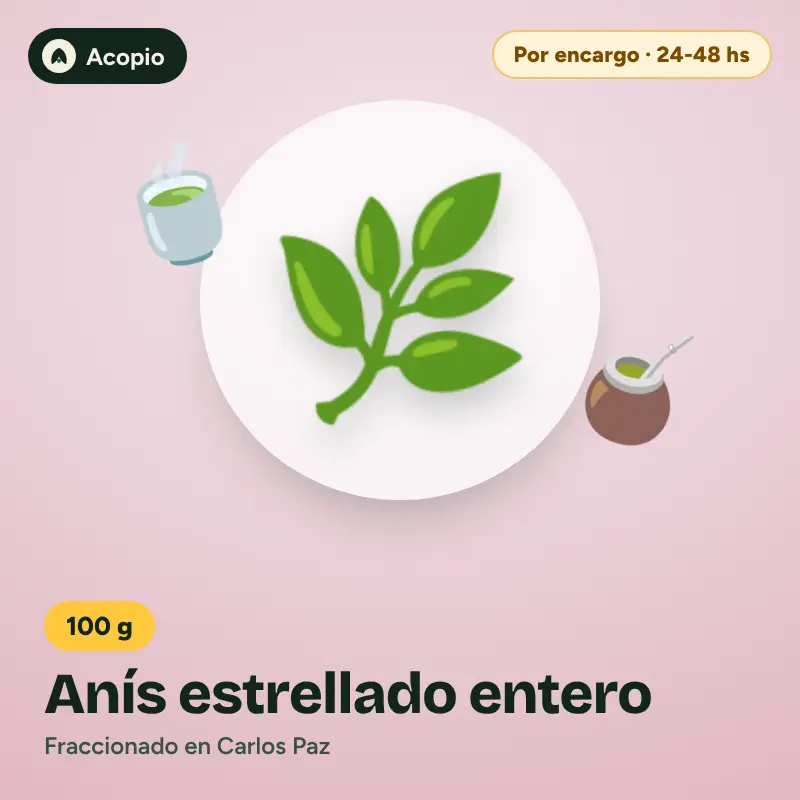 Acopio
Por encargo · 24-48 hs
100 g
Anís estrellado entero
Fraccionado en Carlos Paz